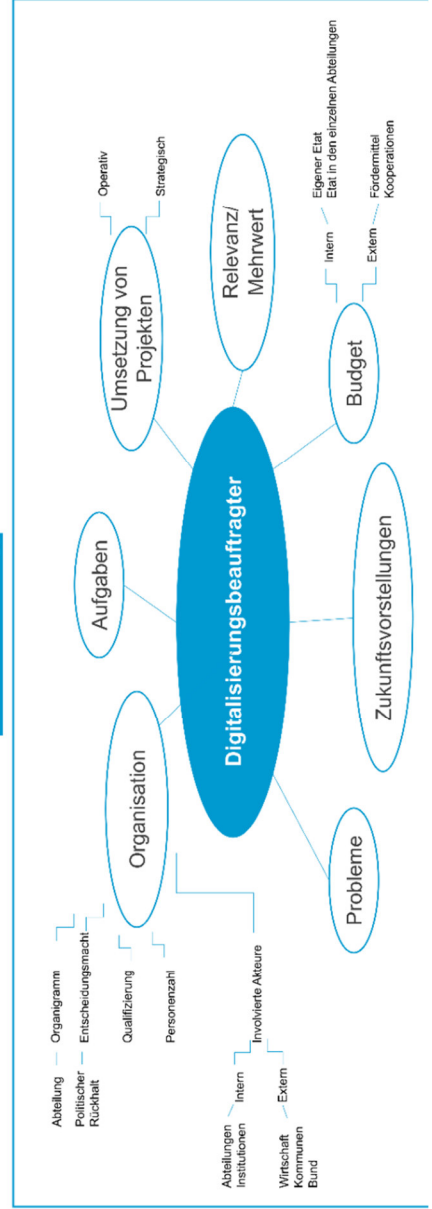 Abteilung
Organigramm
Politischer
Rückhalt
Entscheidungsmacht
Qualifizierung
Personenzahl
Abteilungen
Institutionen
Intern
Involvierte Akteure
Wirtschaft
Kommunen
Bund
Extern
Organisation
Aufgaben
Umsetzung von
Projekten
Operativ
Strategisch
Digitalisierungsbeauftragter
Relevanz/
Mehrwert
Probleme
Zukunftsvorstellungen
Budget
Intern
Eigener Etat
Etat in den einzelnen Abteilungen
Extern
Fördermittel
Kooperationen